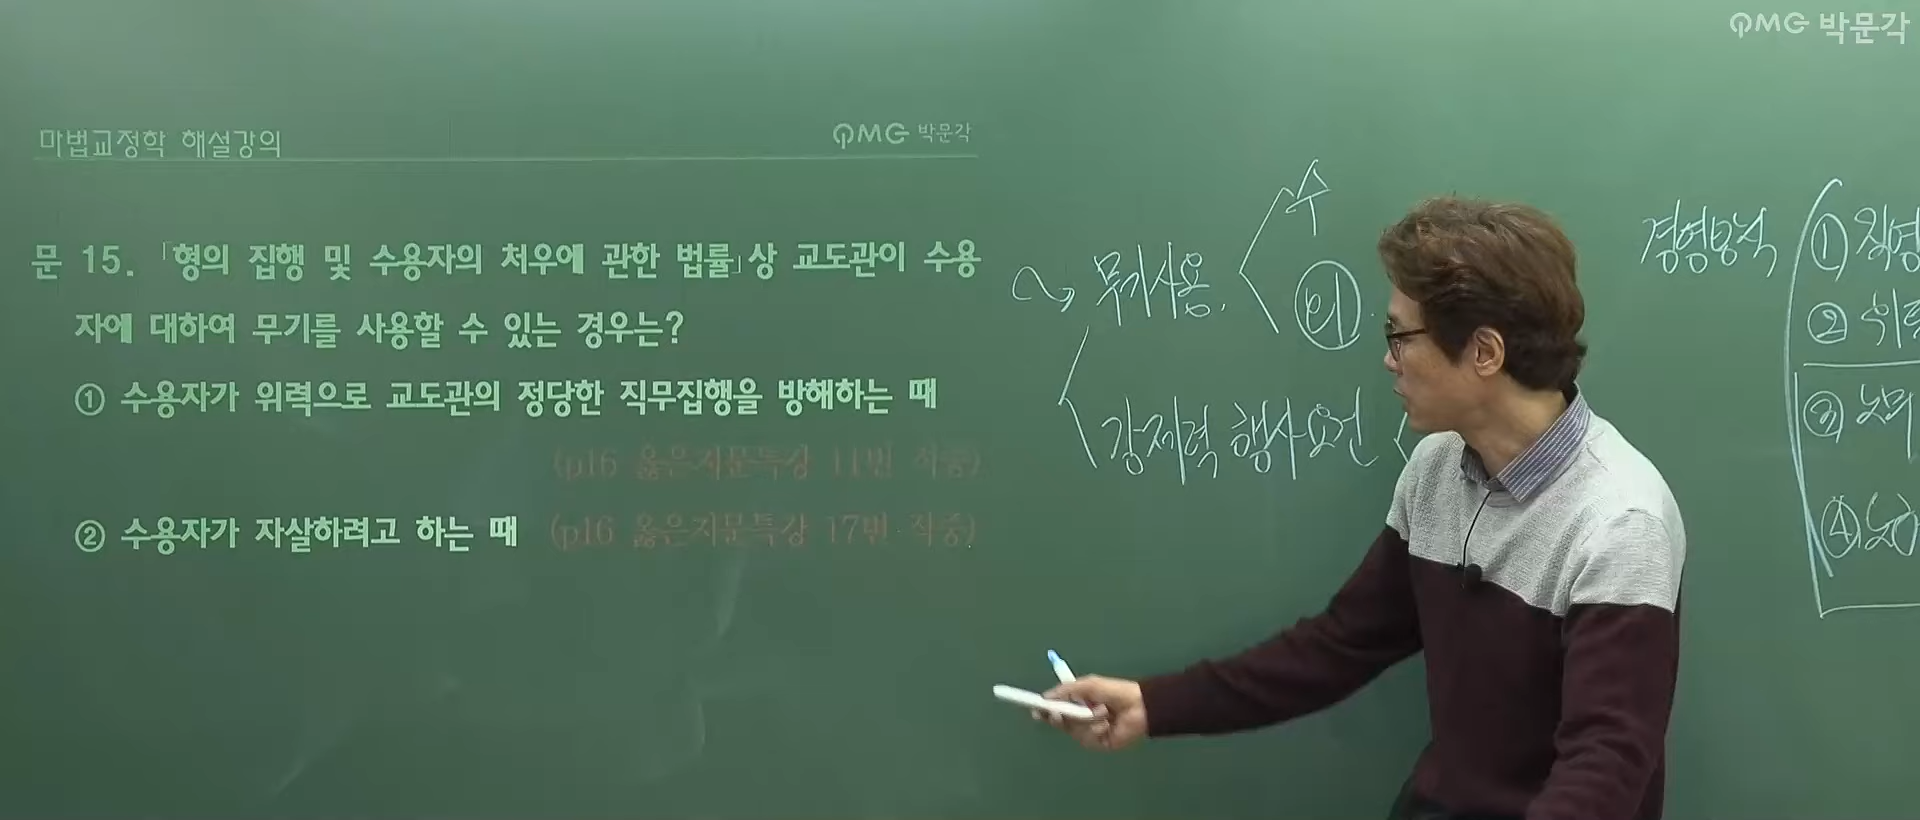 PMG 박문각
마법교정학 해설강의
PMG 박문각
문 15. 「형의 집행 및 수용자의 처우에 관한 법률」상 교도관이 수용
자에 대하여 무기를 사용할 수 있는 경우는?
① 수용자가 위력으로 교도관의 정당한 직무집행을 방해하는 때
(p16 옳은지문특강 11번 적중)
② 수용자가 자살하려고 하는 때 (p16 옳은지문특강 17번 적중)
무기사용
수
외
강제력 행사요건
경영방식
① 직영
②
③
④